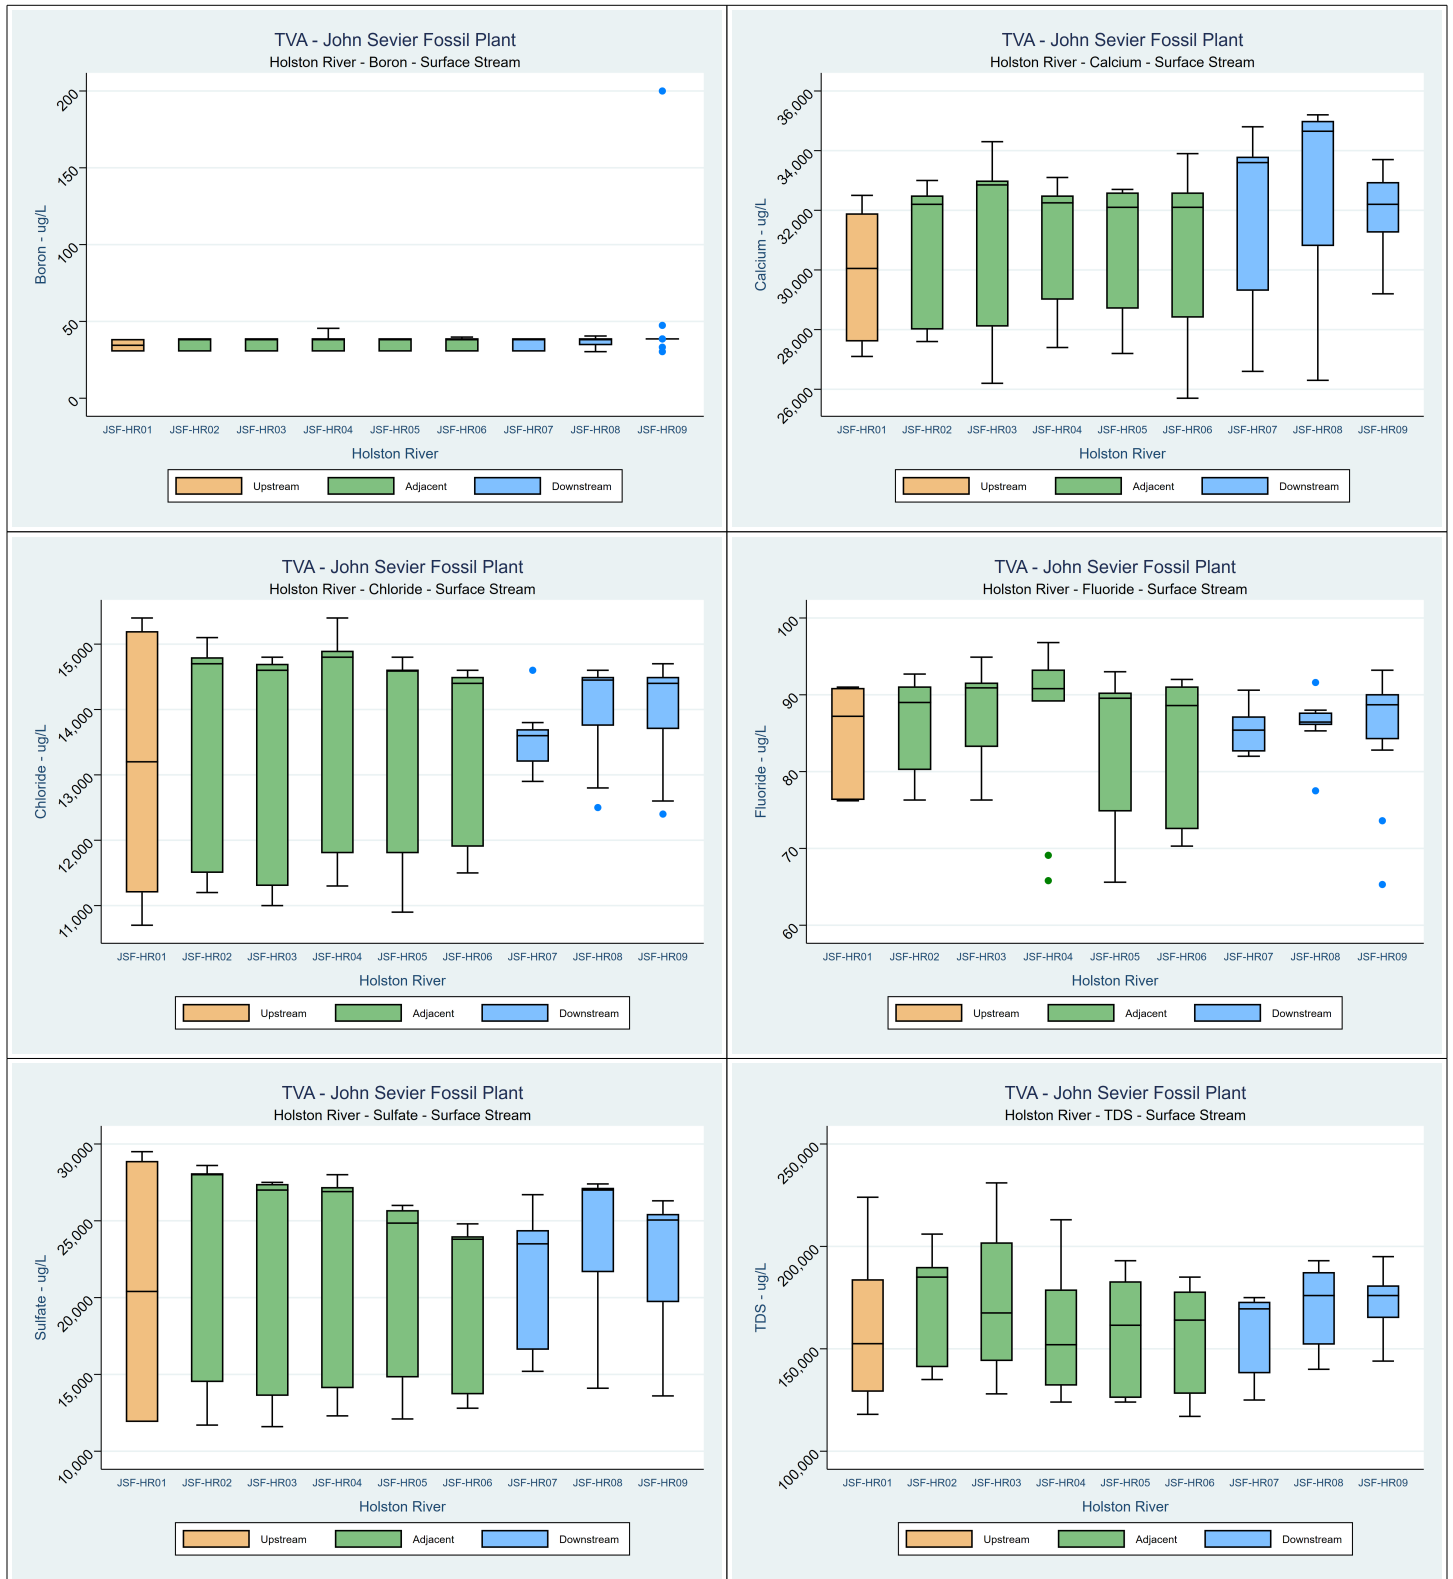 TVA - John Sevier Fossil Plant
Holston River - Boron - Surface Stream
Boron - ug/L
200
150
100
50
0
JSF-HR01 JSF-HR02 JSF-HR03 JSF-HR04 JSF-HR05 JSF-HR06 JSF-HR07 JSF-HR08 JSF-HR09
Holston River
Upstream Adjacent Downstream
TVA - John Sevier Fossil Plant
Holston River - Calcium - Surface Stream
Calcium - ug/L
36,000
34,000
32,000
30,000
28,000
26,000
JSF-HR01 JSF-HR02 JSF-HR03 JSF-HR04 JSF-HR05 JSF-HR06 JSF-HR07 JSF-HR08 JSF-HR09
Holston River
Upstream Adjacent Downstream
TVA - John Sevier Fossil Plant
Holston River - Chloride - Surface Stream
Chloride - ug/L
15,000
14,000
13,000
12,000
11,000
JSF-HR01 JSF-HR02 JSF-HR03 JSF-HR04 JSF-HR05 JSF-HR06 JSF-HR07 JSF-HR08 JSF-HR09
Holston River
Upstream Adjacent Downstream
TVA - John Sevier Fossil Plant
Holston River - Fluoride - Surface Stream
Fluoride - ug/L
100
90
80
70
60
JSF-HR01 JSF-HR02 JSF-HR03 JSF-HR04 JSF-HR05 JSF-HR06 JSF-HR07 JSF-HR08 JSF-HR09
Holston River
Upstream Adjacent Downstream
TVA - John Sevier Fossil Plant
Holston River - Sulfate - Surface Stream
Sulfate - ug/L
30,000
25,000
20,000
15,000
10,000
JSF-HR01 JSF-HR02 JSF-HR03 JSF-HR04 JSF-HR05 JSF-HR06 JSF-HR07 JSF-HR08 JSF-HR09
Holston River
Upstream Adjacent Downstream
TVA - John Sevier Fossil Plant
Holston River - TDS - Surface Stream
TDS - ug/L
250,000
200,000
150,000
100,000
JSF-HR01 JSF-HR02 JSF-HR03 JSF-HR04 JSF-HR05 JSF-HR06 JSF-HR07 JSF-HR08 JSF-HR09
Holston River
Upstream Adjacent Downstream